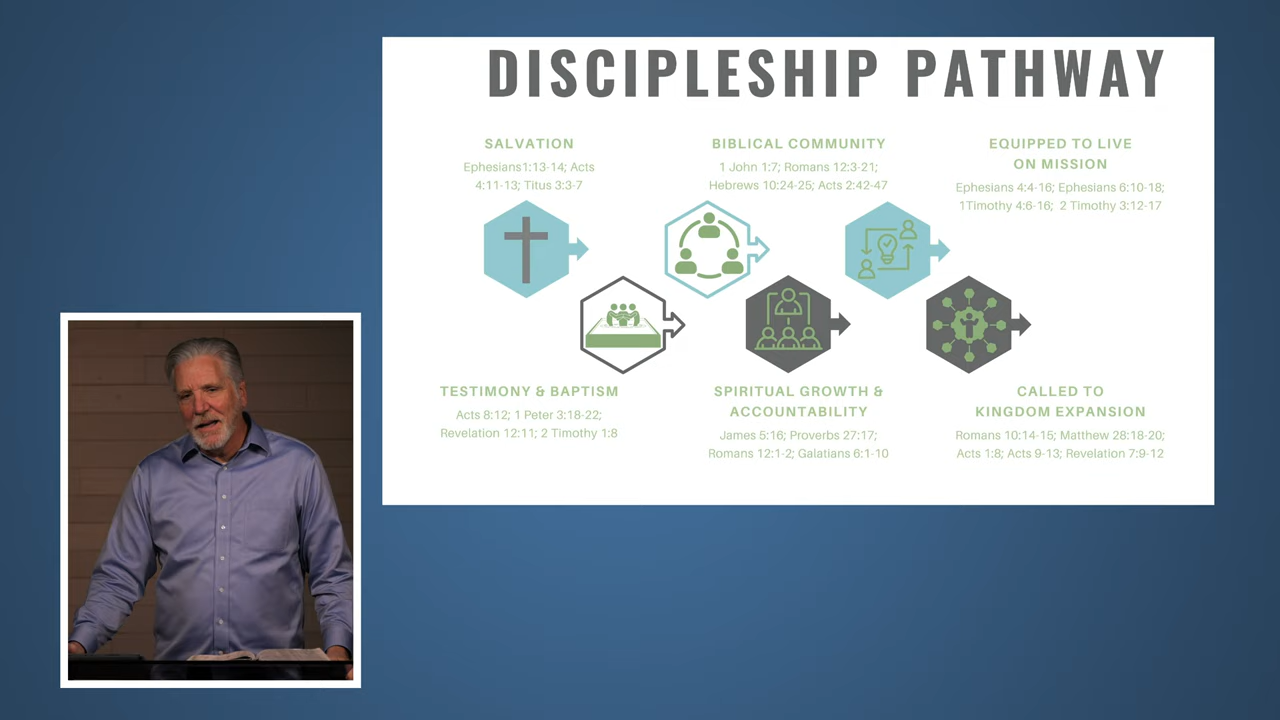 DISCIPLESHIP PATHWAY
SALVATION
Ephesians1:13-14; Acts
4:11-13; Titus 3:3-7
BIBLICAL COMMUNITY
1 John 1:7; Romans 12:3-21;
Hebrews 10:24-25; Acts 2:42-47
EQUIPPED TO LIVE
ON MISSION
Ephesians 4:4-16; Ephesians 6:10-18;
1Timothy 4:6-16; 2 Timothy 3:12-17
TESTIMONY & BAPTISM
Acts 8:12; 1 Peter 3:18-22;
Revelation 12:11; 2 Timothy 1:8
SPIRITUAL GROWTH &
ACCOUNTABILITY
James 5:16; Proverbs 27:17;
Romans 12:1-2; Galatians 6:1-10
CALLED TO
KINGDOM EXPANSION
Romans 10:14-15; Matthew 28:18-20;
Acts 1:8; Acts 9-13; Revelation 7:9-12